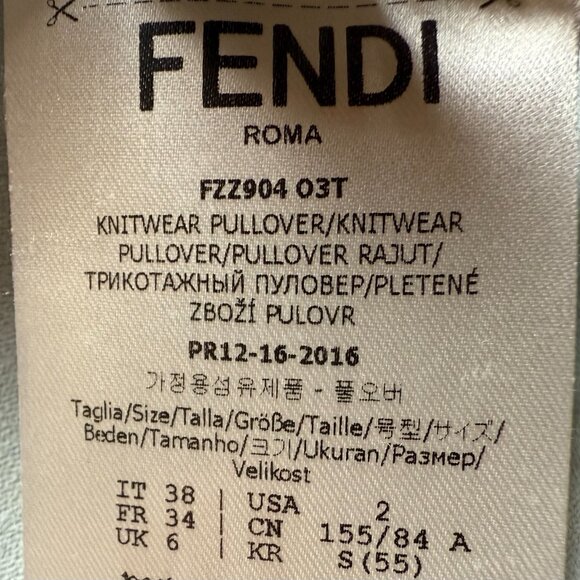 FENDI
ROMA
FZZ904 O3T
KNITWEAR PULLOVER/KNITWEAR
PULLOVER/PULLOVER RAJUT/
ТРИКОТАЖНЫЙ ПУЛОВЕР/PLETENÉ
ZBOŽÍ PULOVR
PR12-16-2016
가정용섬유제품 - 풀오버
Taglia/Size/Talla/Größe/Taille/号型/サイズ/
Beden/Tamanho/크기/Ukuran/Размер/
Velikost
IT 38 | USA 2
FR 34 | CN 155/84 A
UK 6 | KR S(55)